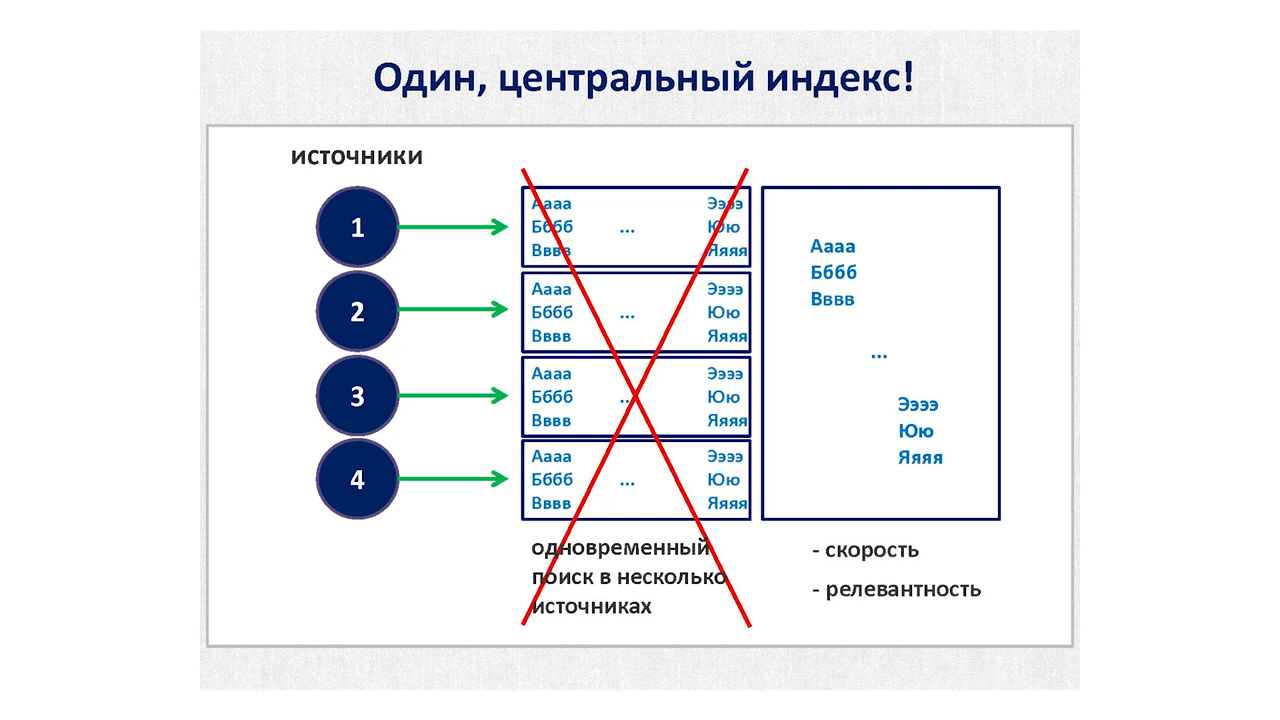 Один, центральный индекс!
источники
1
Аааа Ээээ
Бббб ... Юю
Вввв Яяяя
2
Аааа Ээээ
Бббб ... Юю
Вввв Яяяя
3
Аааа Ээээ
Бббб ... Юю
Вввв Яяяя
4
Аааа Ээээ
Бббб ... Юю
Вввв Яяяя
одновременный
поиск в несколько
источниках
Аааа
Бббб
Вввв
...
Ээээ
Юю
Яяяя
- скорость
- релевантность